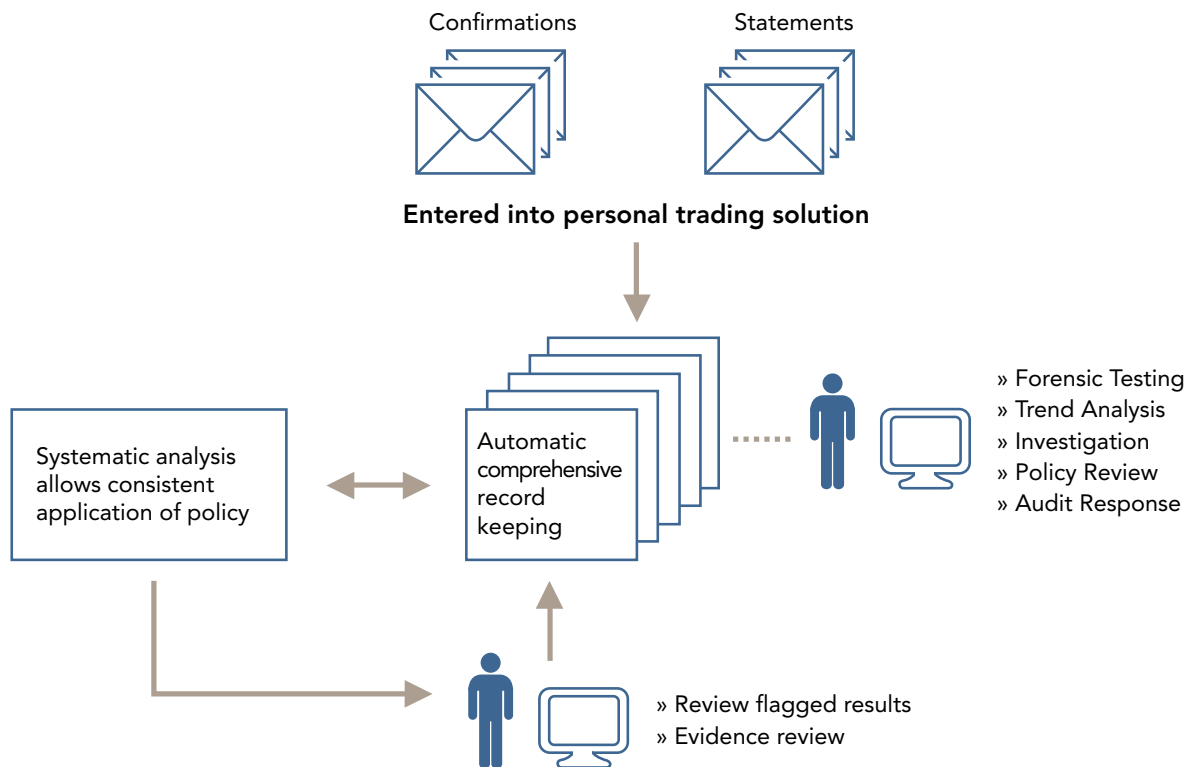 Confirmations
Statements
Entered into personal trading solution
Systematic analysis
allows consistent
application of policy
Automatic
comprehensive
record
keeping
» Forensic Testing
» Trend Analysis
» Investigation
» Policy Review
» Audit Response
» Review flagged results
» Evidence review